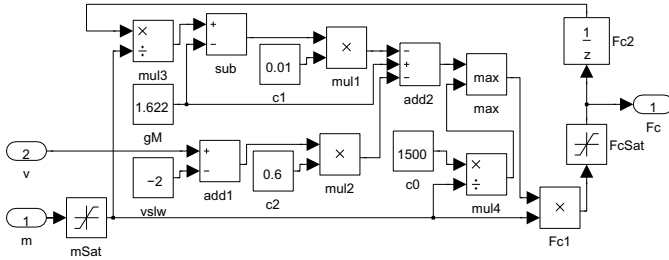 × ÷
mul3
+ −
sub
0.01
c1
×
mul1
− + −
add2
max
max
1 z
Fc2
1
Fc
1.622
gM
2
v
−2
vslw
+ −
add1
0.6
c2
×
mul2
1500
c0
× ÷
mul4
FcSat
×
Fc1
1
m
mSat